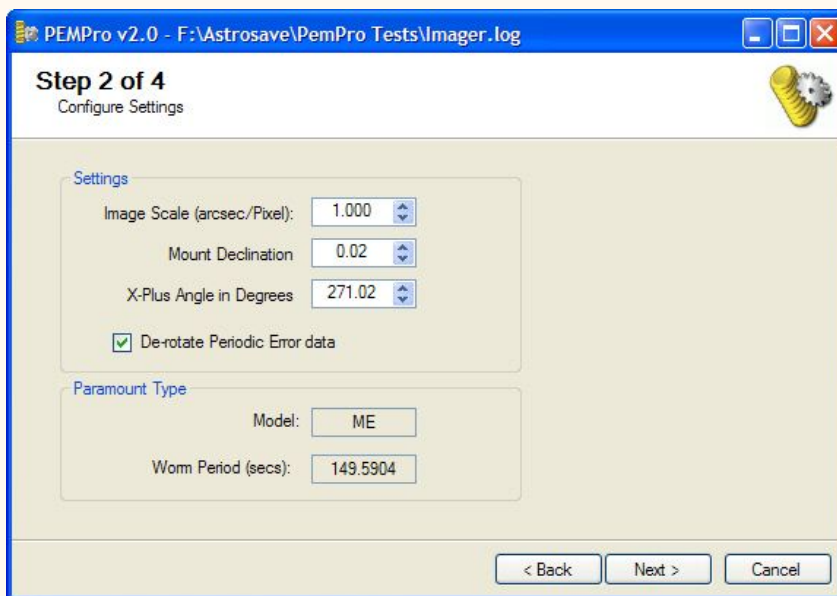 PEMPro v2.0 - F:\Astrosave\PemPro Tests\Imager.log
Step 2 of 4
Configure Settings
Settings
Image Scale (arcsec/Pixel): 1.000
Mount Declination 0.02
X-Plus Angle in Degrees 271.02
De-rotate Periodic Error data
Paramount Type
Model: ME
Worm Period (secs): 149.5904
< Back Next > Cancel